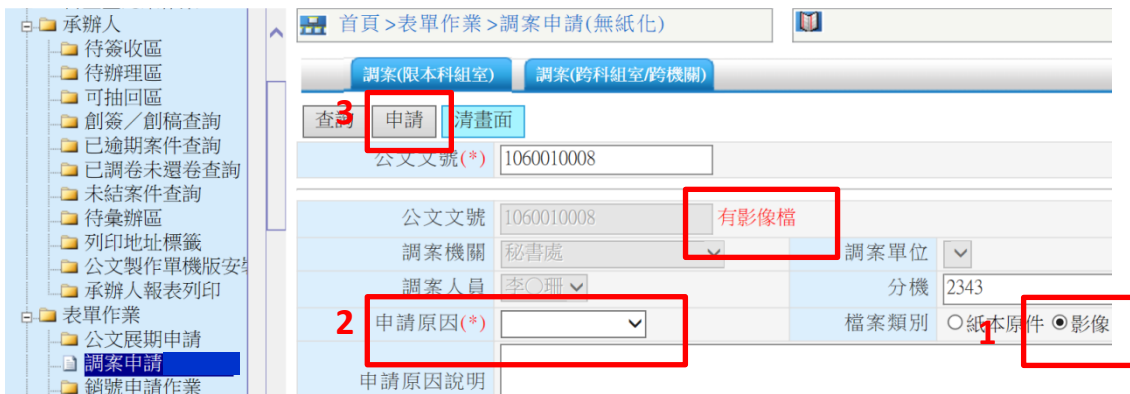 承辦人
待簽收區
待辦理區
可抽回區
創簽／創稿查詢
已逾期案件查詢
已調卷未還卷查詢
未結案件查詢
待彙辦區
列印地址標籤
公文製作單機版安裝
承辦人報表列印
表單作業
公文展期申請
調案申請
銷號申請作業
首頁>表單作業>調案申請(無紙化)
調案(限本科組室) 調案(跨科組室/跨機關)
查詢 3 申請 清畫面
公文文號(*) 1060010008
公文文號 1060010008 有影像檔
調案機關 秘書處 調案單位
調案人員 李○珊 分機 2343
2 申請原因(*) 檔案類別 紙本原件 1 影像
申請原因說明